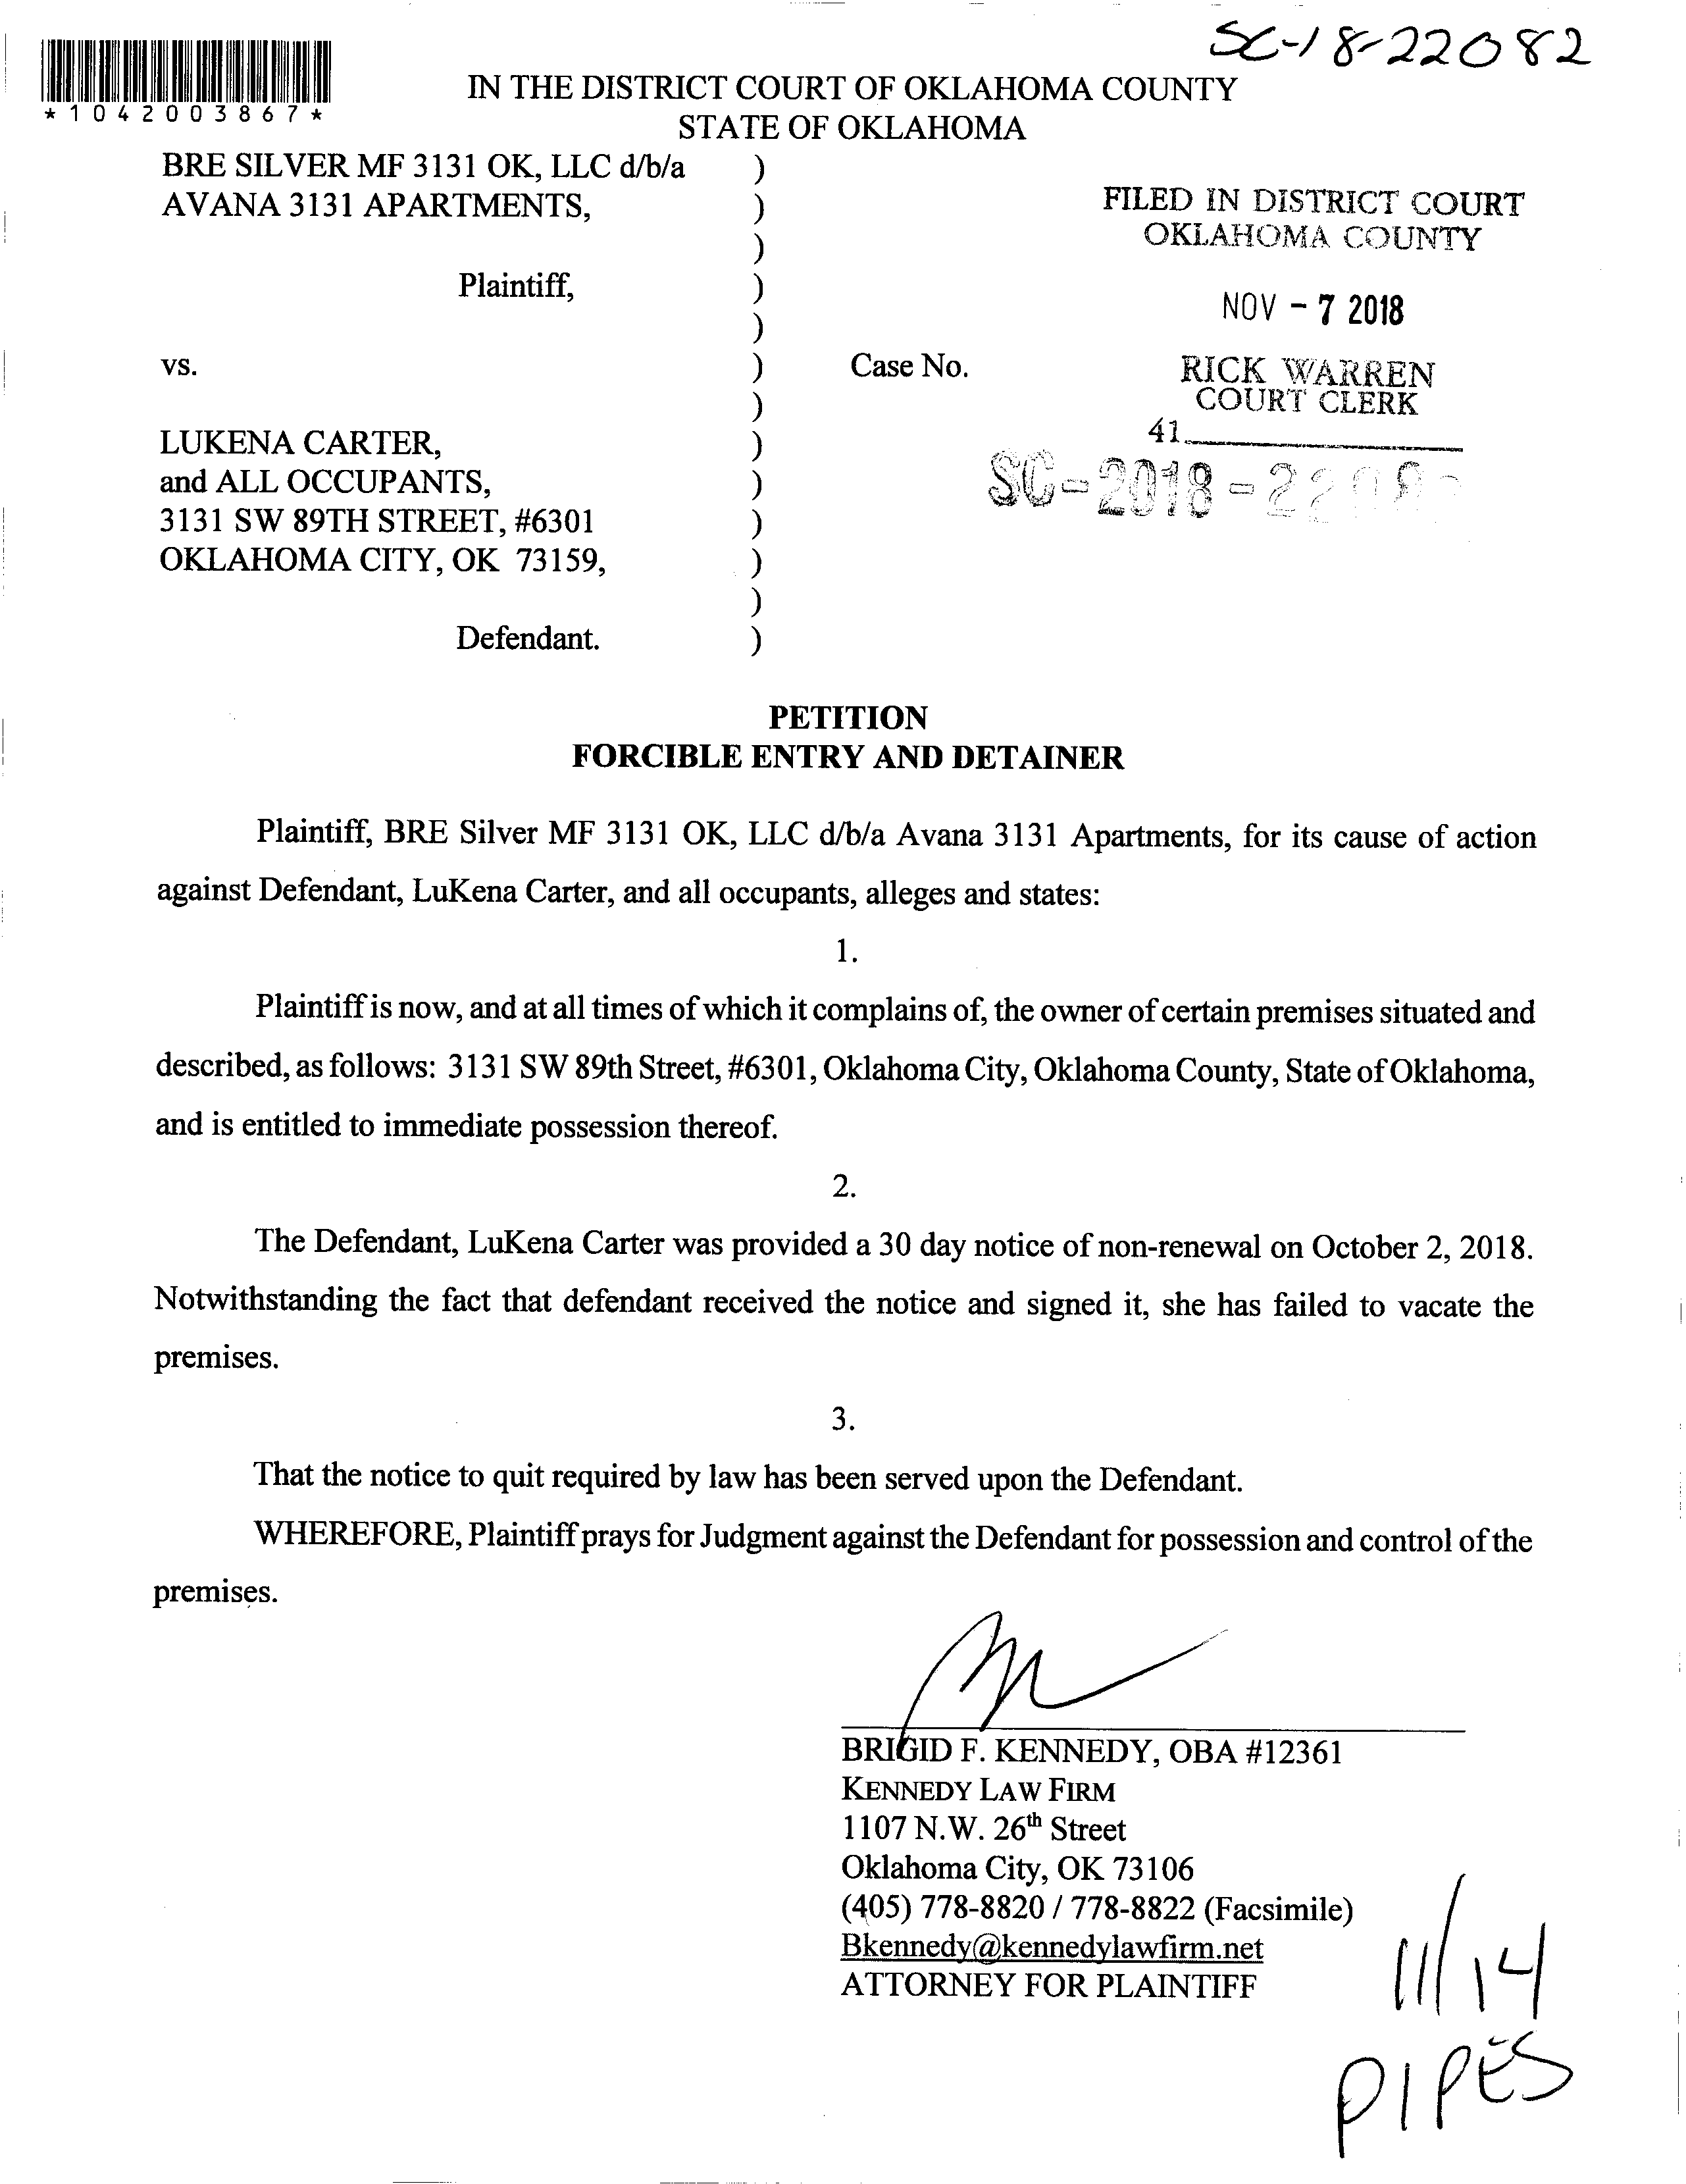 SC-18-22082
*10420003867*
IN THE DISTRICT COURT OF OKLAHOMA COUNTY
STATE OF OKLAHOMA
BRE SILVER MF 3131 OK, LLC d/b/a )
AVANA 3131 APARTMENTS, )
)
Plaintiff, )
)
vs. )
)
LUKENA CARTER, )
and ALL OCCUPANTS, )
3131 SW 89TH STREET, #6301 )
OKLAHOMA CITY, OK 73159, )
)
Defendant. )
FILED IN DISTRICT COURT
OKLAHOMA COUNTY
NOV - 7 2018
Case No.
RICK WARREN
COURT CLERK
41
SC-2018-22082
PETITION
FORCIBLE ENTRY AND DETAINER
Plaintiff, BRE Silver MF 3131 OK, LLC d/b/a Avana 3131 Apartments, for its cause of action
against Defendant, LuKena Carter, and all occupants, alleges and states:
1.
Plaintiff is now, and at all times of which it complains of, the owner of certain premises situated and
described, as follows: 3131 SW 89th Street, #6301, Oklahoma City, Oklahoma County, State of Oklahoma,
and is entitled to immediate possession thereof.
2.
The Defendant, LuKena Carter was provided a 30 day notice of non-renewal on October 2, 2018.
Notwithstanding the fact that defendant received the notice and signed it, she has failed to vacate the
premises.
3.
That the notice to quit required by law has been served upon the Defendant.
WHEREFORE, Plaintiff prays for Judgment against the Defendant for possession and control of the
premises.
BRIGID F. KENNEDY, OBA #12361
KENNEDY LAW FIRM
1107 N.W. 26th Street
Oklahoma City, OK 73106
(405) 778-8820 / 778-8822 (Facsimile)
Bkennedy@kennedylawfirm.net
ATTORNEY FOR PLAINTIFF
11/14
PIPES